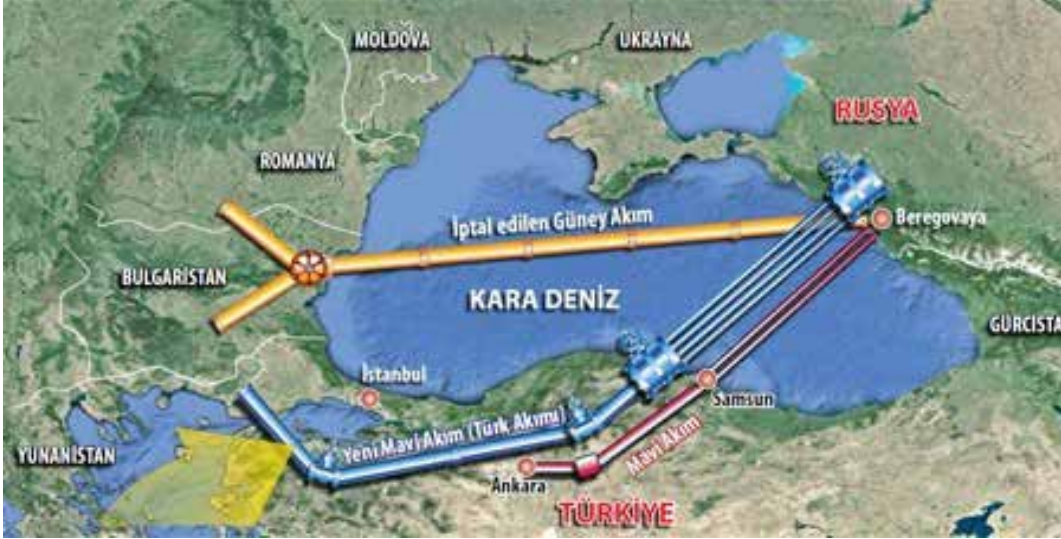 MOLDOVA
UKRAYNA
RUSYA
ROMANYA
Beregovaya
İptal edilen Güney Akım
BULGARİSTAN
KARA DENİZ
GÜRCİSTA
İstanbul
Samsun
Yeni Mavi Akım (Türk Akımı)
Mavi Akım
YUNANİSTAN
Ankara
TÜRKİYE